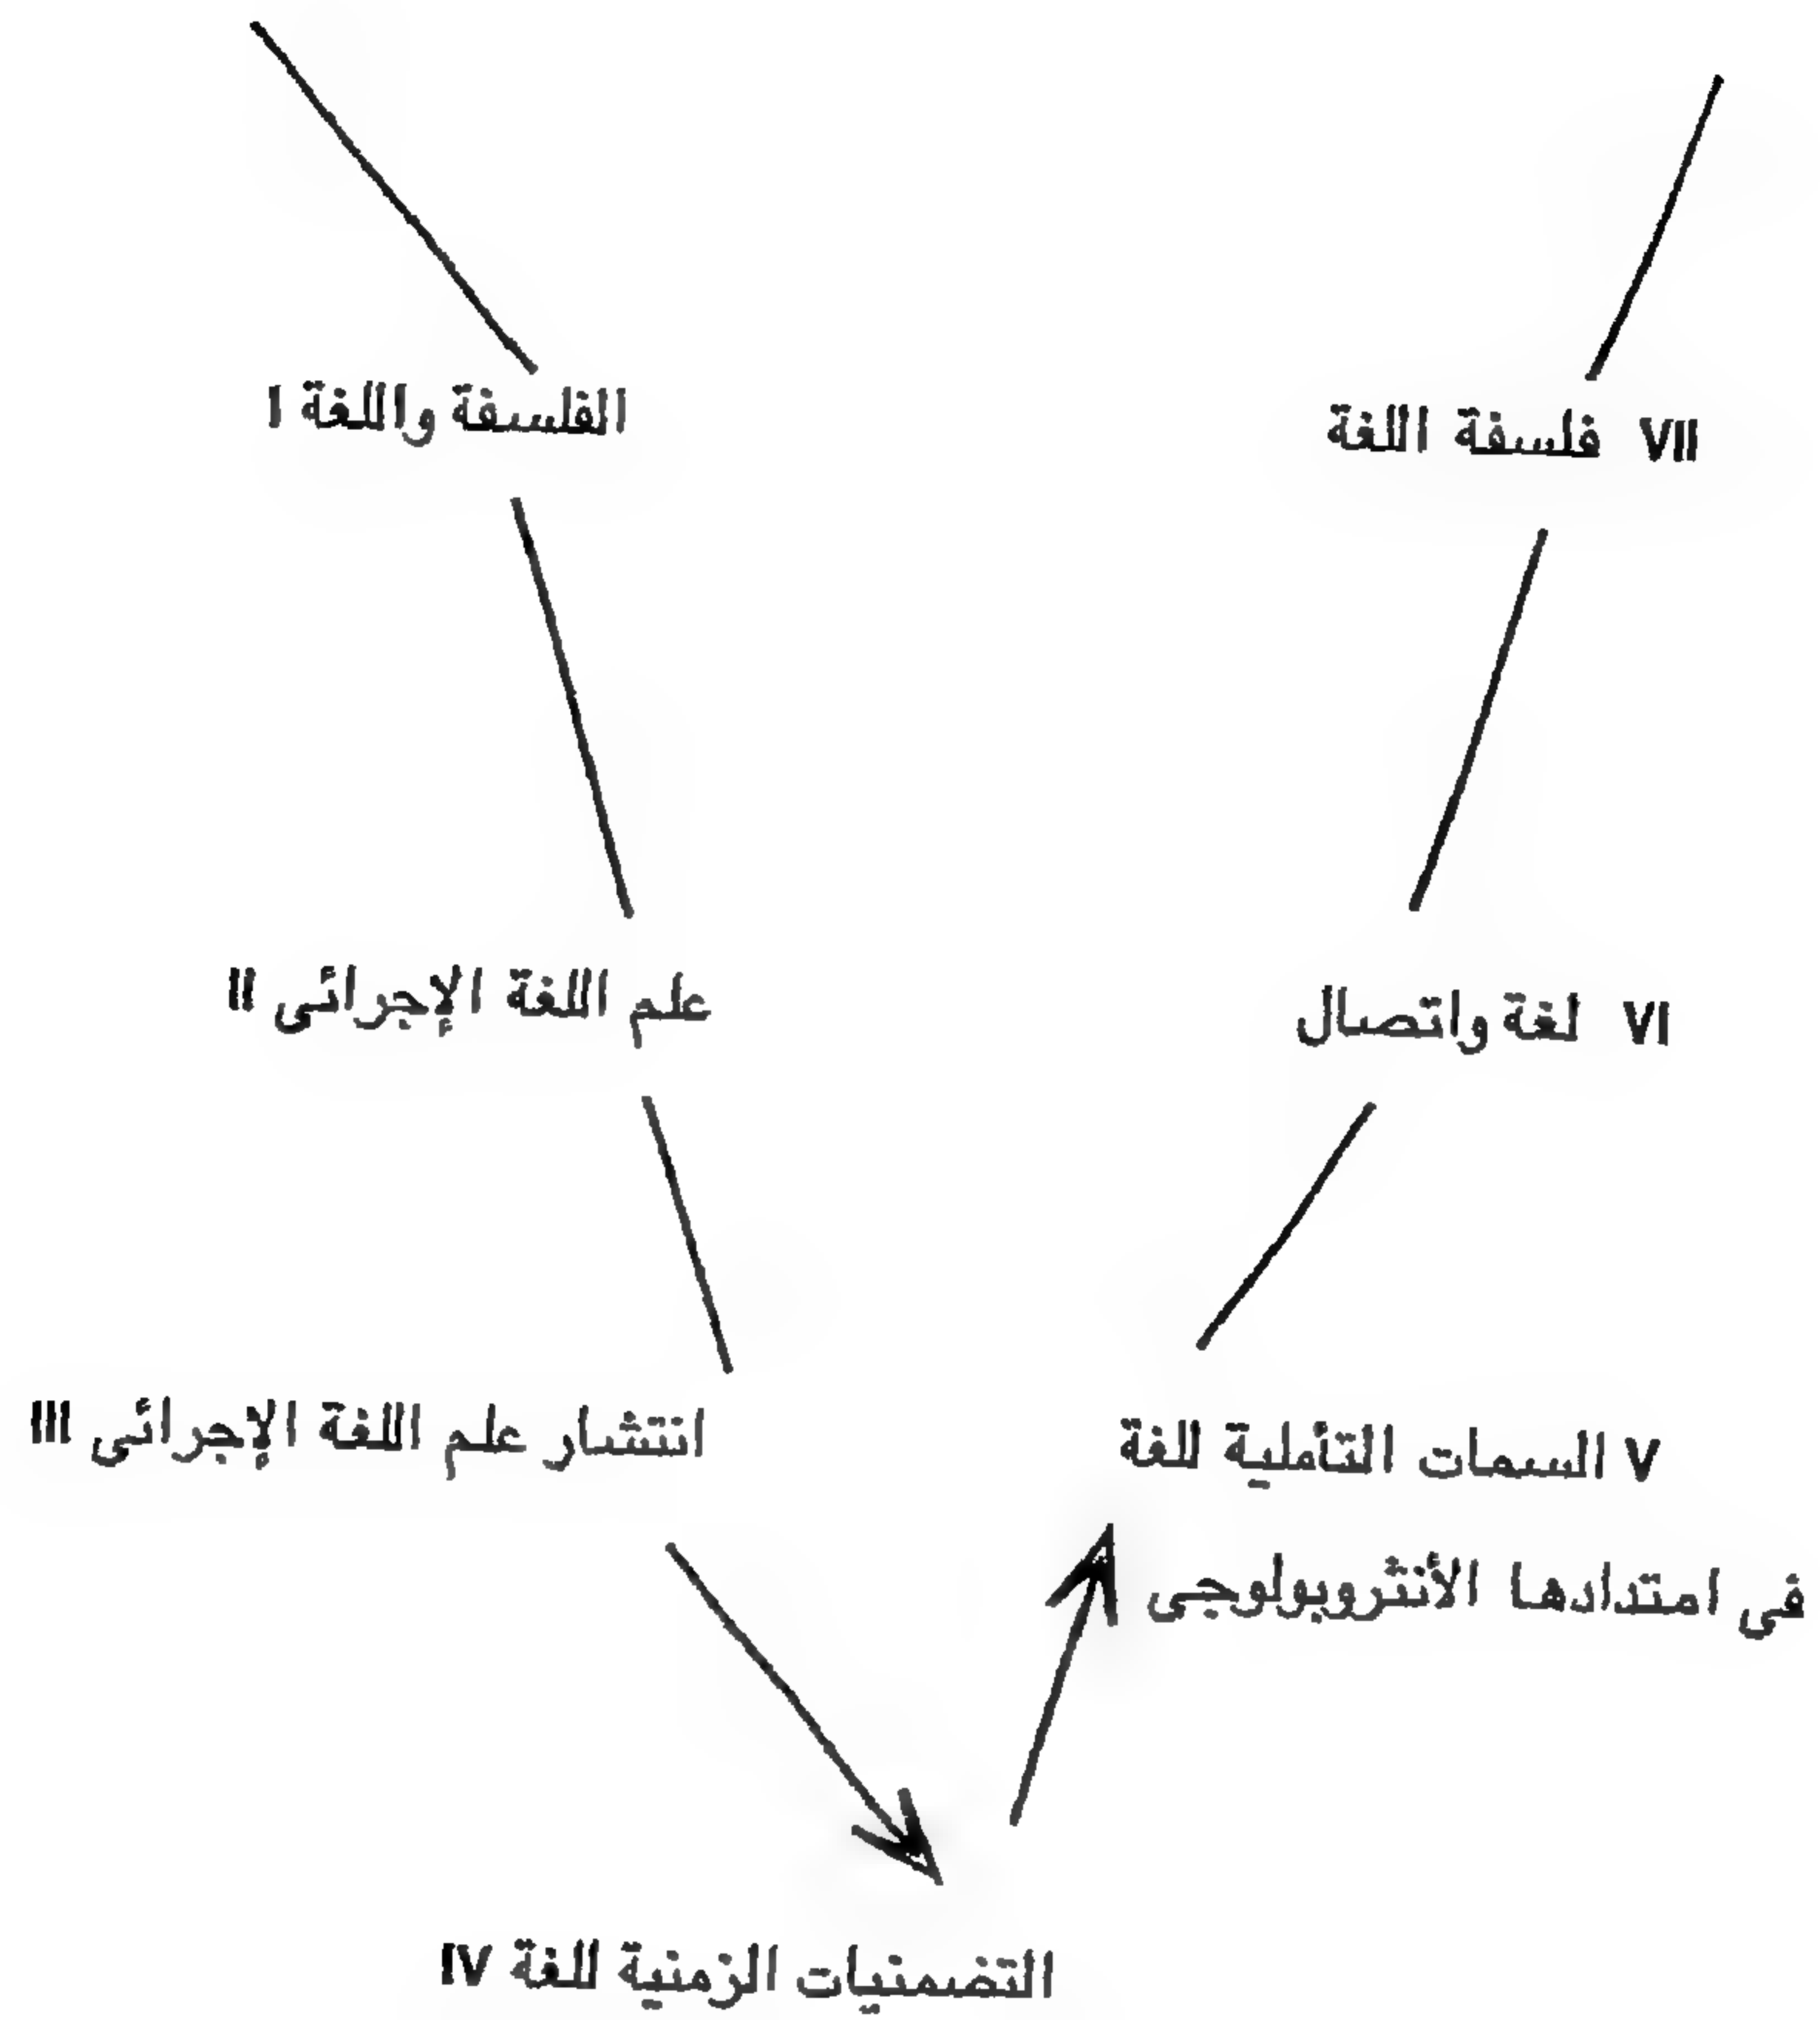 الفلسفة واللغة I
VII فلسفة اللغة
علم اللغة الإجرائى II
VI لغة واتصال
انتشار علم اللغة الإجرائى III
V السمات التأملية للغة
فى امتدادها الأنثروبولوجى
التضمنيات الزمنية للغة IV